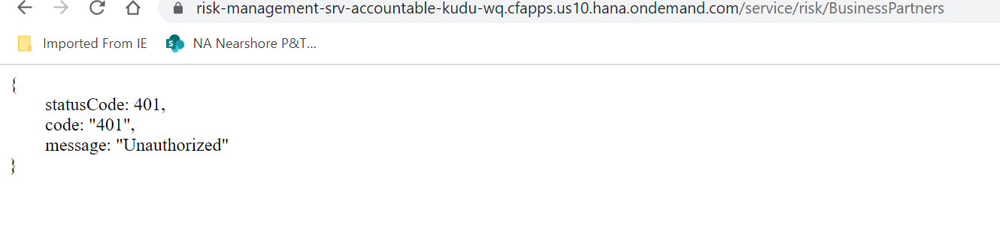 risk-management-srv-accountable-kudu-wq.cfapps.us10.hana.ondemand.com/service/risk/BusinessPartners
Imported From IE S NA Nearshore P&T...
{
statusCode: 401,
code: "401",
message: "Unauthorized"
}